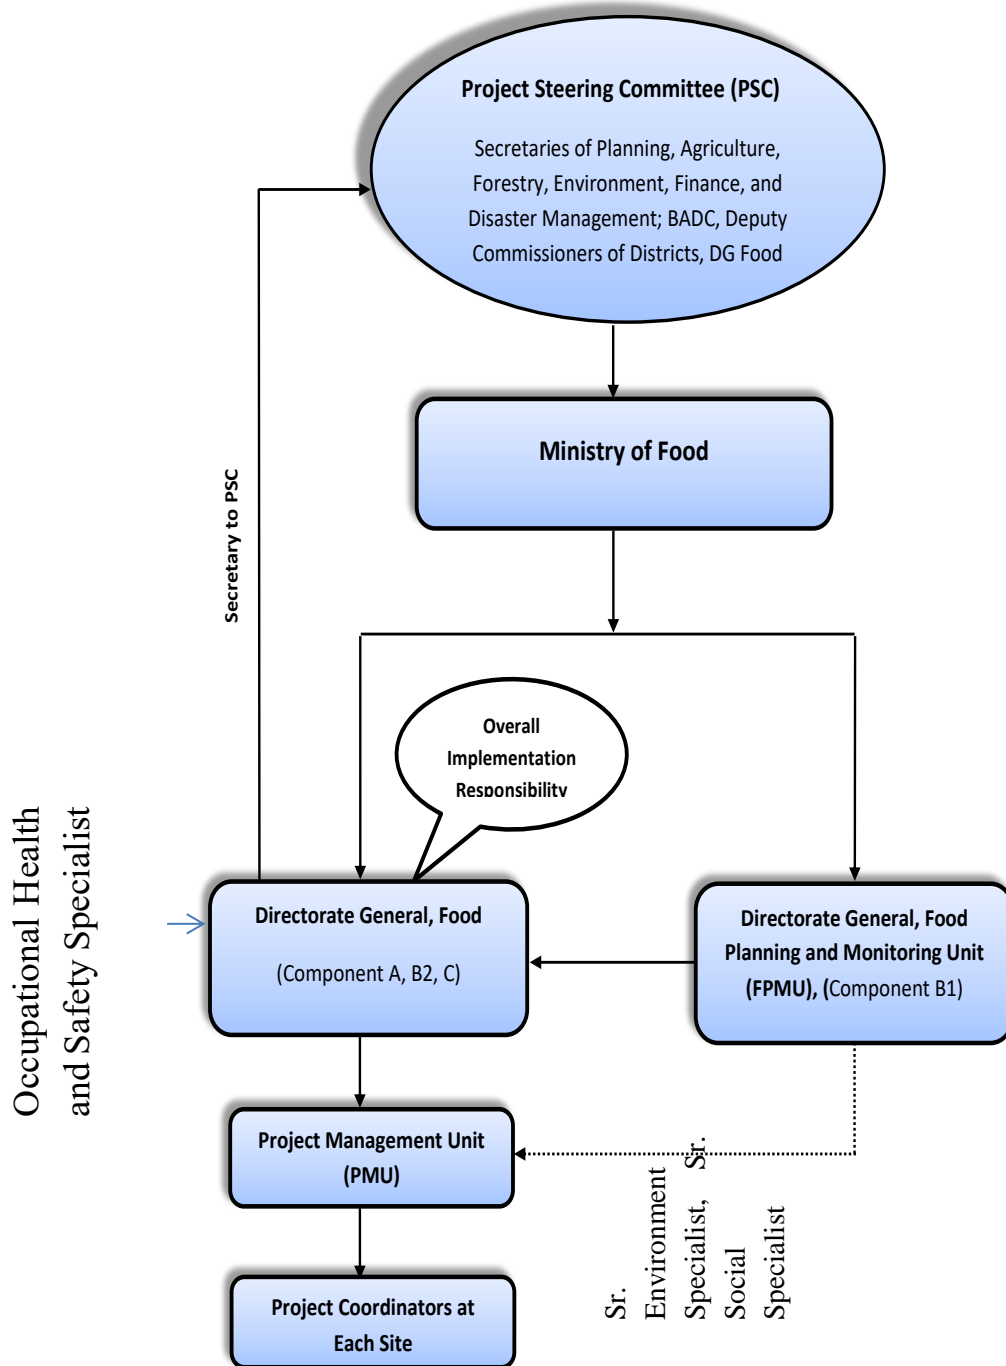 Project Steering Committee (PSC)
Secretaries of Planning, Agriculture,
Forestry, Environment, Finance, and
Disaster Management; BADC, Deputy
Commissioners of Districts, DG Food
Ministry of Food
Secretary to PSC
Overall
Implementation
Responsibility
Occupational Health
and Safety Specialist
Directorate General, Food
(Component A, B2, C)
Directorate General, Food
Planning and Monitoring Unit
(FPMU), (Component B1)
Project Management Unit
(PMU)
Sr.
Environment
Specialist, Sr.
Social
Specialist
Project Coordinators at
Each Site